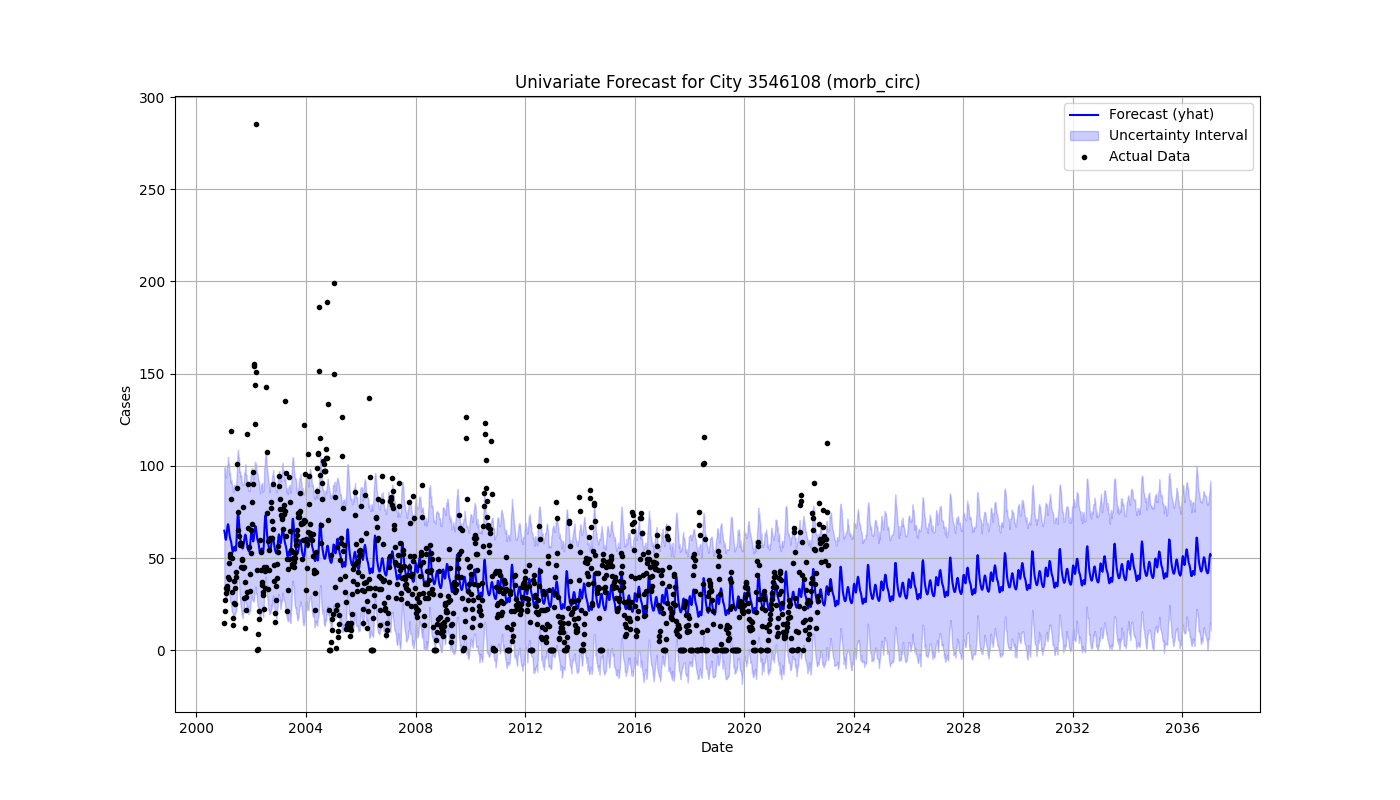 Univariate Forecast for City 3546108 (morb_circ)
Forecast (yhat)
Uncertainty Interval
Actual Data
300
250
200
150
100
50
0
Cases
2000 2004 2008 2012 2016 2020 2024 2028 2032 2036
Date